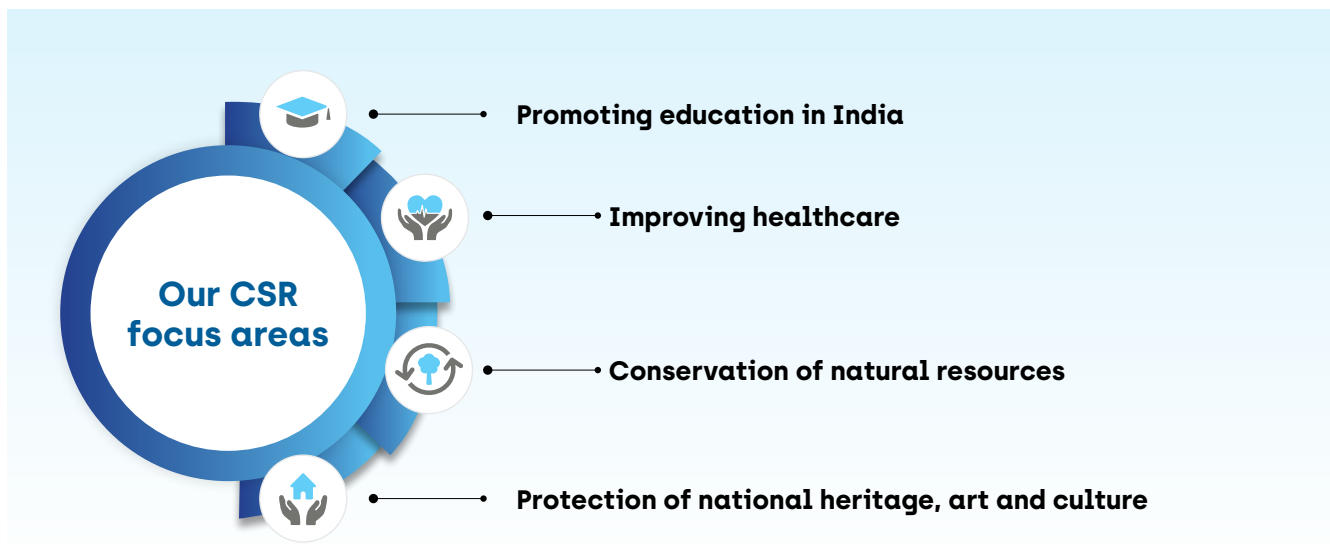 Promoting education in India
Improving healthcare
Our CSR
focus areas
Conservation of natural resources
Protection of national heritage, art and culture